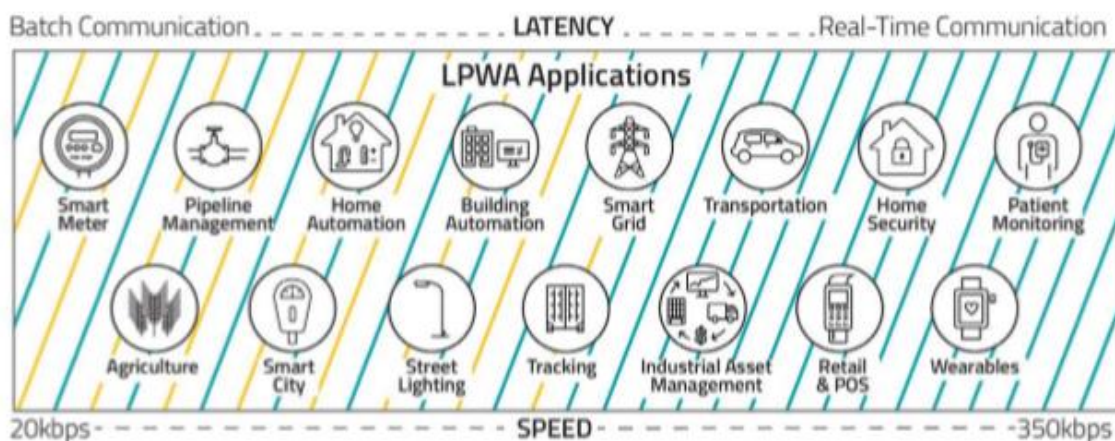 Batch Communication LATENCY Real-Time Communication
LPWA Applications
Smart Meter
Pipeline Management
Home Automation
Building Automation
Smart Grid
Transportation
Home Security
Patient Monitoring
Agriculture
Smart City
Street Lighting
Tracking
Industrial Asset Management
Retail & POS
Wearables
20kbps SPEED 350kbps